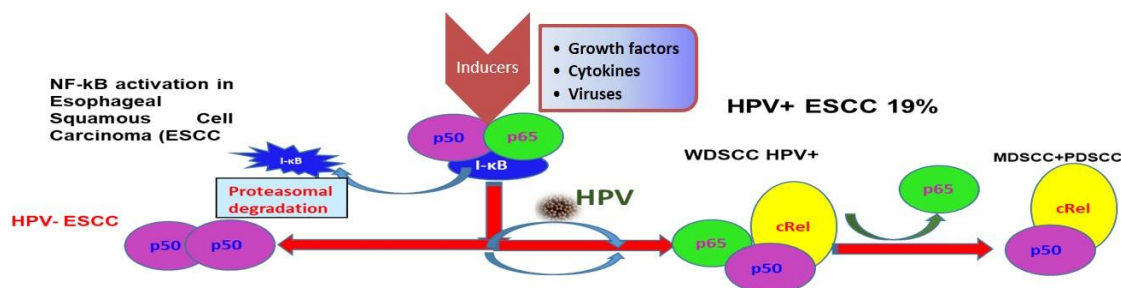 Inducers
• Growth factors
• Cytokines
• Viruses
NF-kB activation in
Esophageal
Squamous Cell
Carcinoma (ESCC
HPV+ ESCC 19%
p50
p65
I-κB
I-κB
WDSCC HPV+
MDSCC+PDSCC
p65
Proteasomal
degradation
HPV
cRel
HPV- ESCC
p50
p50
p65
cRel
p50
p50